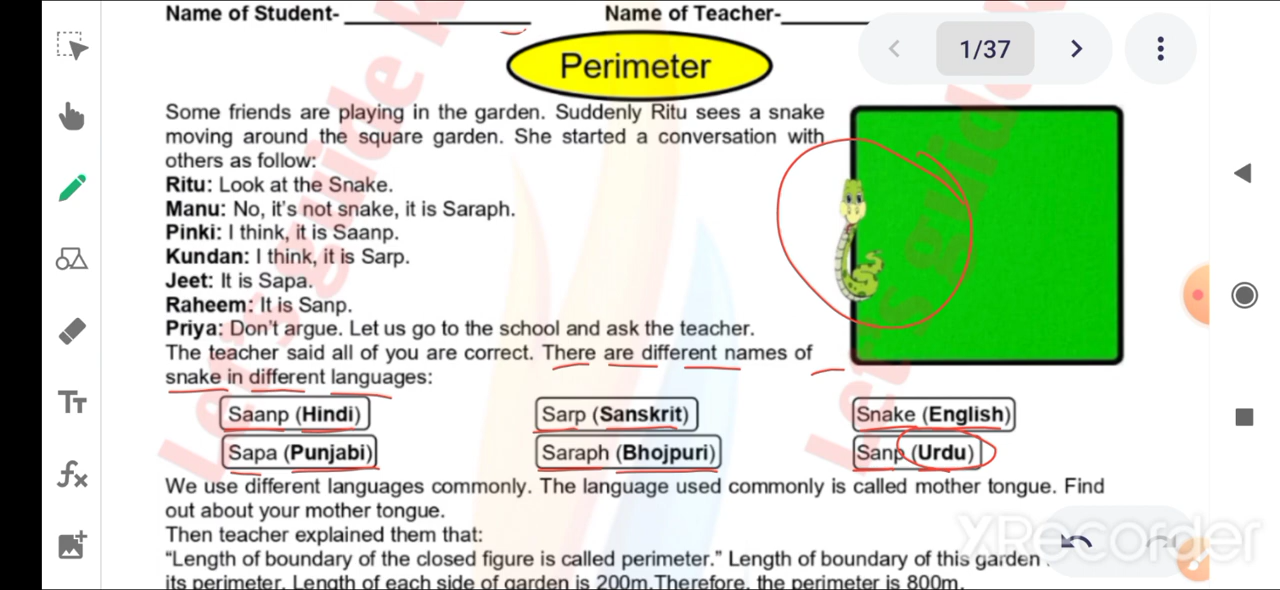 Name of Student- Name of Teacher-
1/37
Perimeter
Some friends are playing in the garden. Suddenly Ritu sees a snake
moving around the square garden. She started a conversation with
others as follow:
Ritu: Look at the Snake.
Manu: No, it's not snake, it is Saraph.
Pinki: I think, it is Saanp.
Kundan: I think, it is Sarp.
Jeet: It is Sapa.
Raheem: It is Sanp.
Priya: Don't argue. Let us go to the school and ask the teacher.
The teacher said all of you are correct. There are different names of
snake in different languages:
Saanp (Hindi) Sarp (Sanskrit) Snake (English)
Sapa (Punjabi) Saraph (Bhojpuri) Sanp (Urdu)
We use different languages commonly. The language used commonly is called mother tongue. Find
out about your mother tongue.
Then teacher explained them that:
“Length of boundary of the closed figure is called perimeter.” Length of boundary of this garden
its perimeter. Length of each side of garden is 200m.Therefore, the perimeter is 800m.
Let's guide
Tт
fx
XRecorder